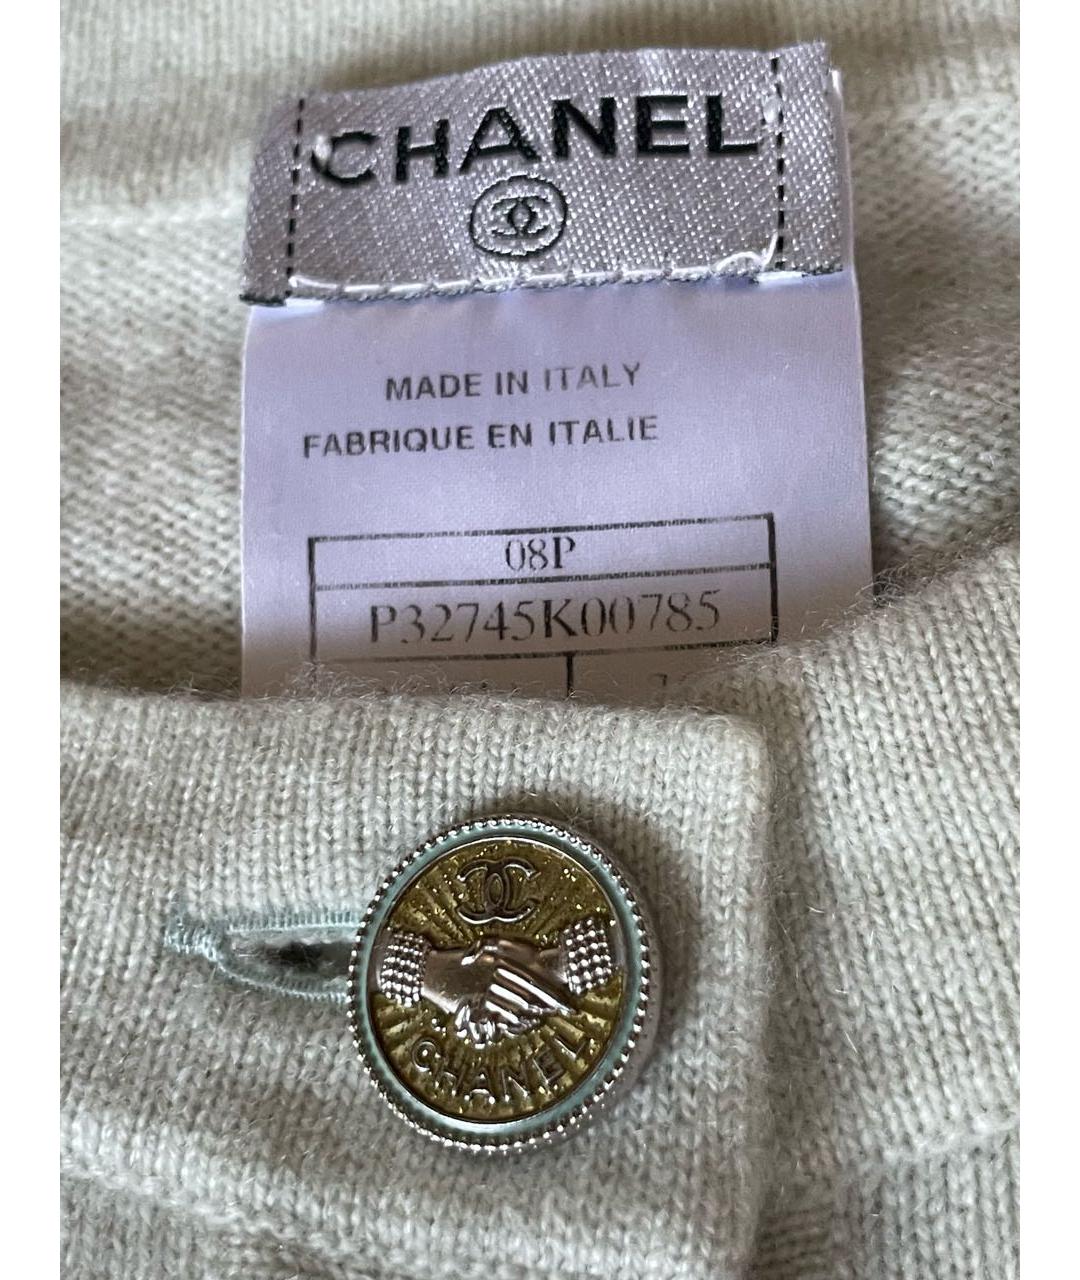 CHANEL
MADE IN ITALY
FABRIQUE EN ITALIE
08P
P32745K00785
CHANEL